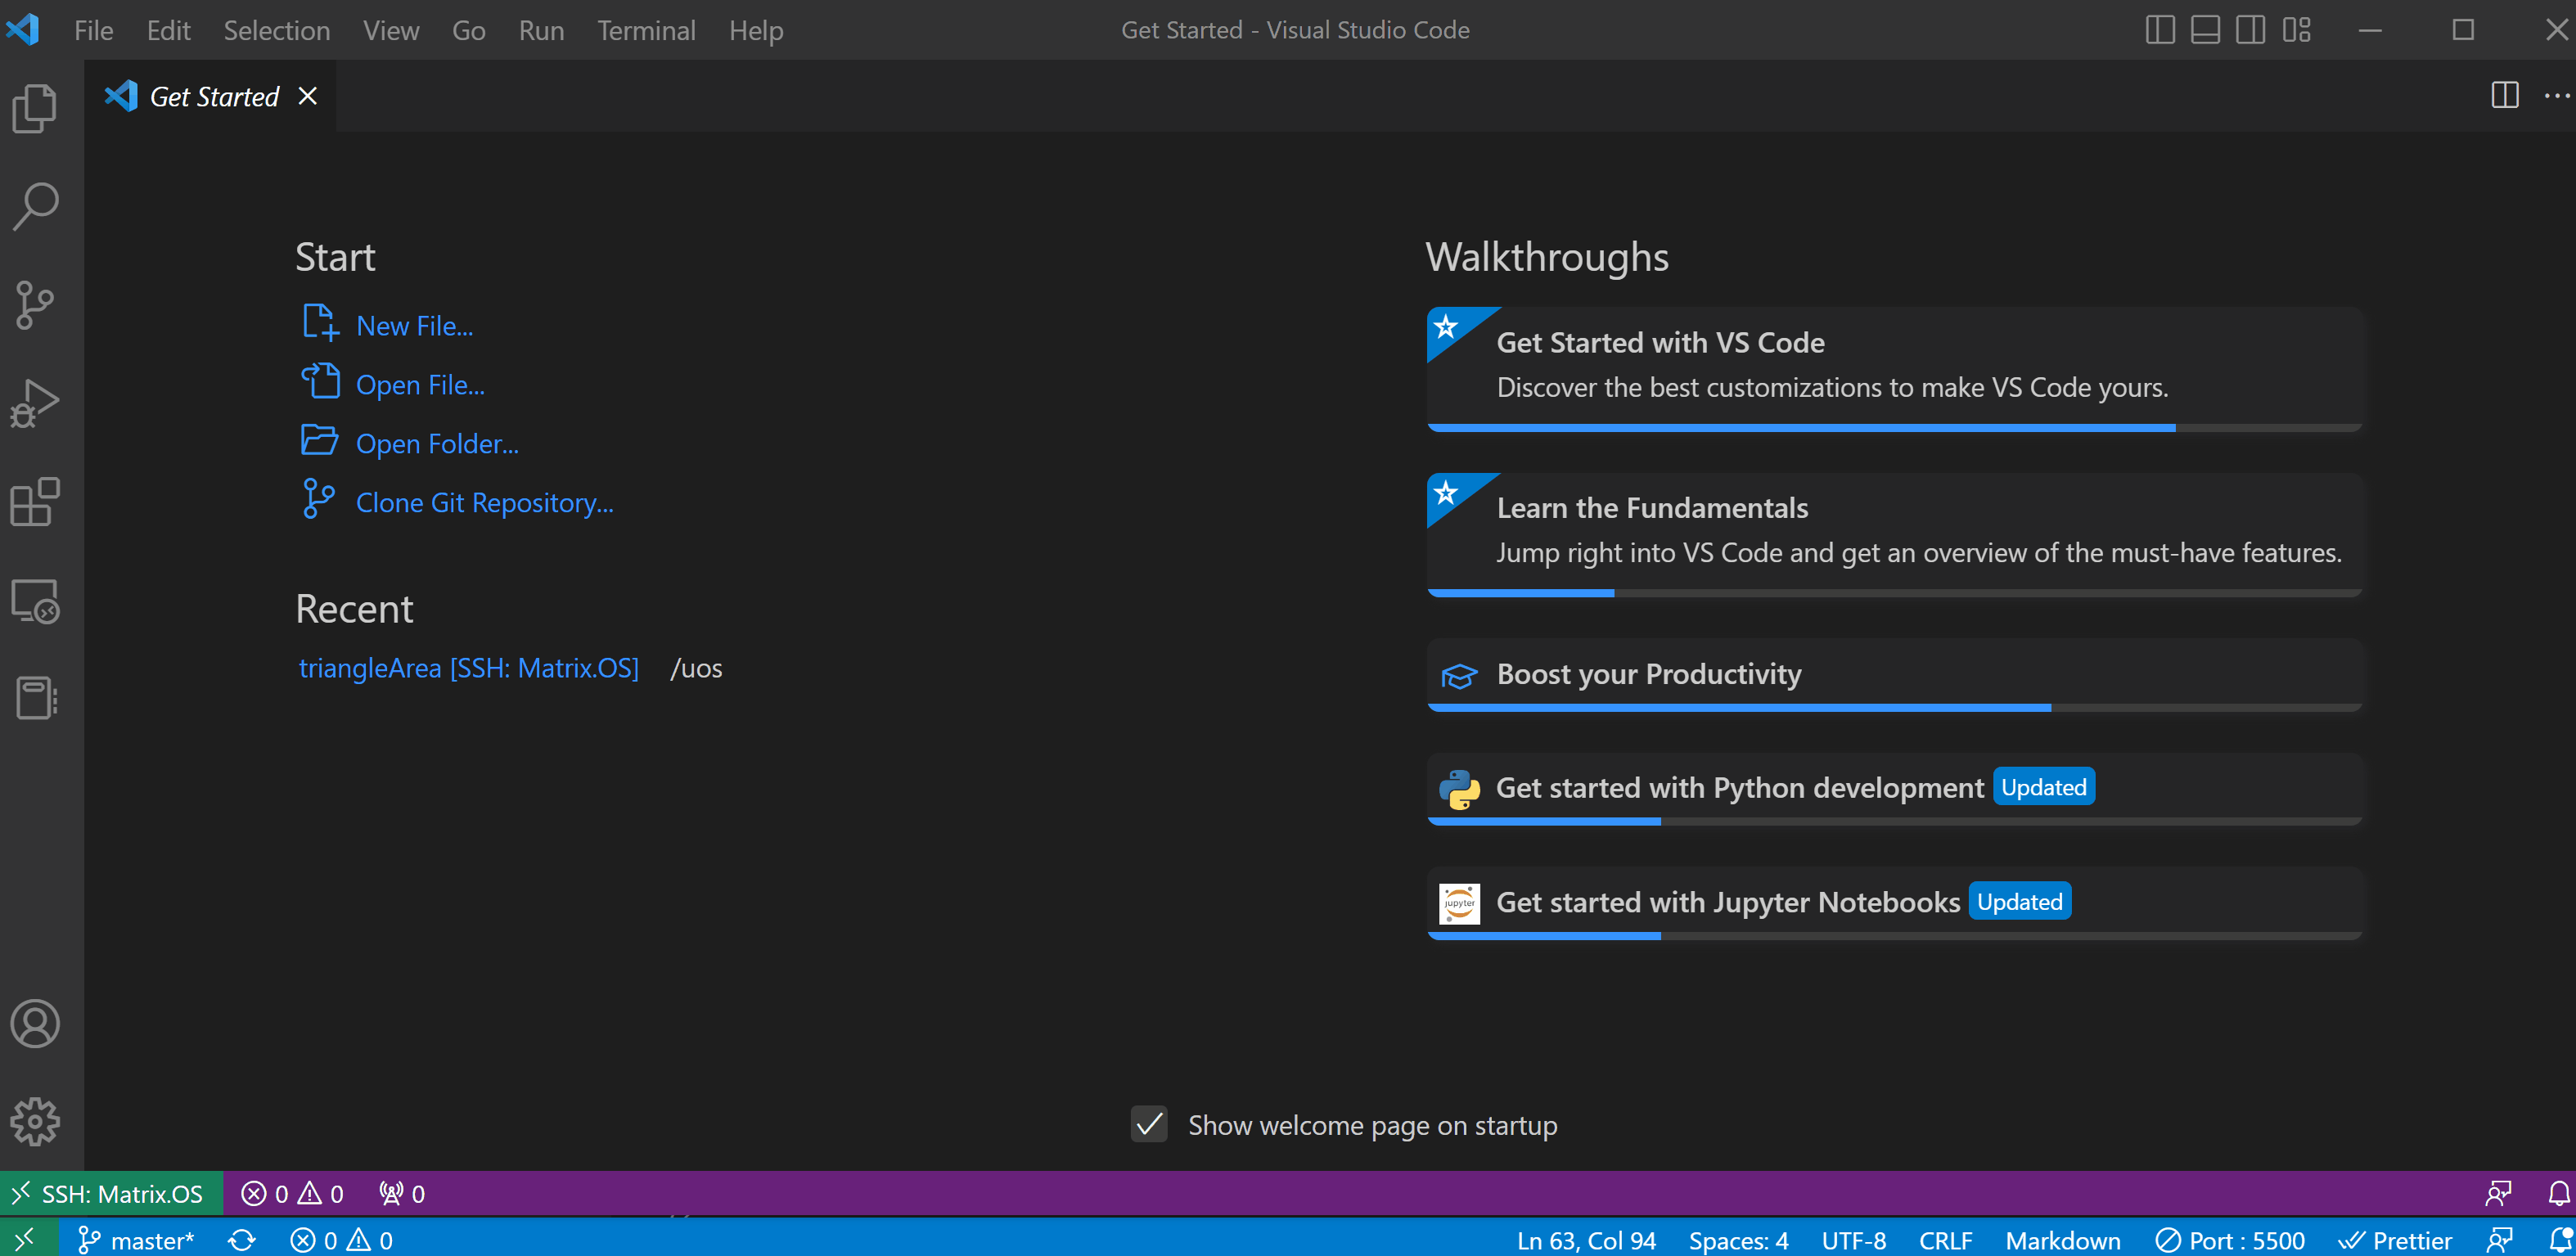 File Edit Selection View Go Run Terminal Help Get Started - Visual Studio Code
Get Started
Start
New File...
Open File...
Open Folder...
Clone Git Repository...
Recent
triangleArea [SSH: Matrix.OS] /uos
Walkthroughs
Get Started with VS Code
Discover the best customizations to make VS Code yours.
Learn the Fundamentals
Jump right into VS Code and get an overview of the must-have features.
Boost your Productivity
Get started with Python development Updated
jupyter
Get started with Jupyter Notebooks Updated
Show welcome page on startup
SSH: Matrix.OS 0 0 0
master* 0 0 Ln 63, Col 94 Spaces: 4 UTF-8 CRLF Markdown Port : 5500 Prettier